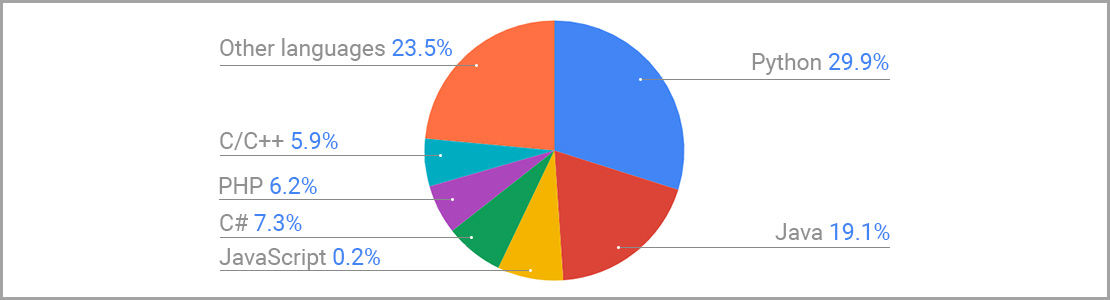 Other languages 23.5%
Python 29.9%
C/C++ 5.9%
PHP 6.2%
C# 7.3%
Java 19.1%
JavaScript 0.2%